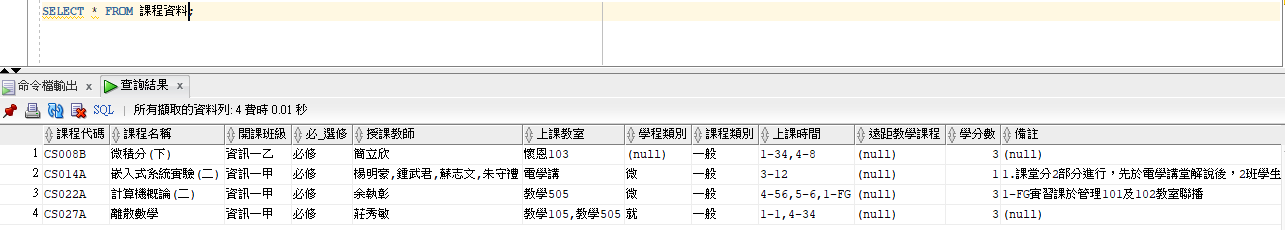 SELECT * FROM 課程資料;
命令檔輸出 x 查詢結果 x
SQL | 所有擷取的資料列: 4 費時 0.01 秒
課程代碼 課程名稱 開課班級 必_選修 授課教師 上課教室 學程類別 課程類別 上課時間 遠距教學課程 學分數 備註
1 CS008B 微積分(下) 資訊一乙 必修 簡立欣 懷恩103 (null) 一般 1-34,4-8 (null) 3 (null)
2 CS014A 嵌入式系統實驗(二) 資訊一甲 必修 楊明豪,鍾武君,蘇志文,朱守禮 電學講 微 一般 3-12 (null) 1 1.課堂分2部分進行，先於電學講堂解說後，2班學生
3 CS022A 計算機概論(二) 資訊一甲 必修 余執彰 教學505 微 一般 4-56,5-6,1-FG (null) 3 1-FG實習課於管理101及102教室聯播
4 CS027A 離散數學 資訊一甲 必修 莊秀敏 教學105,教學505 就 一般 1-1,4-34 (null) 3 (null)